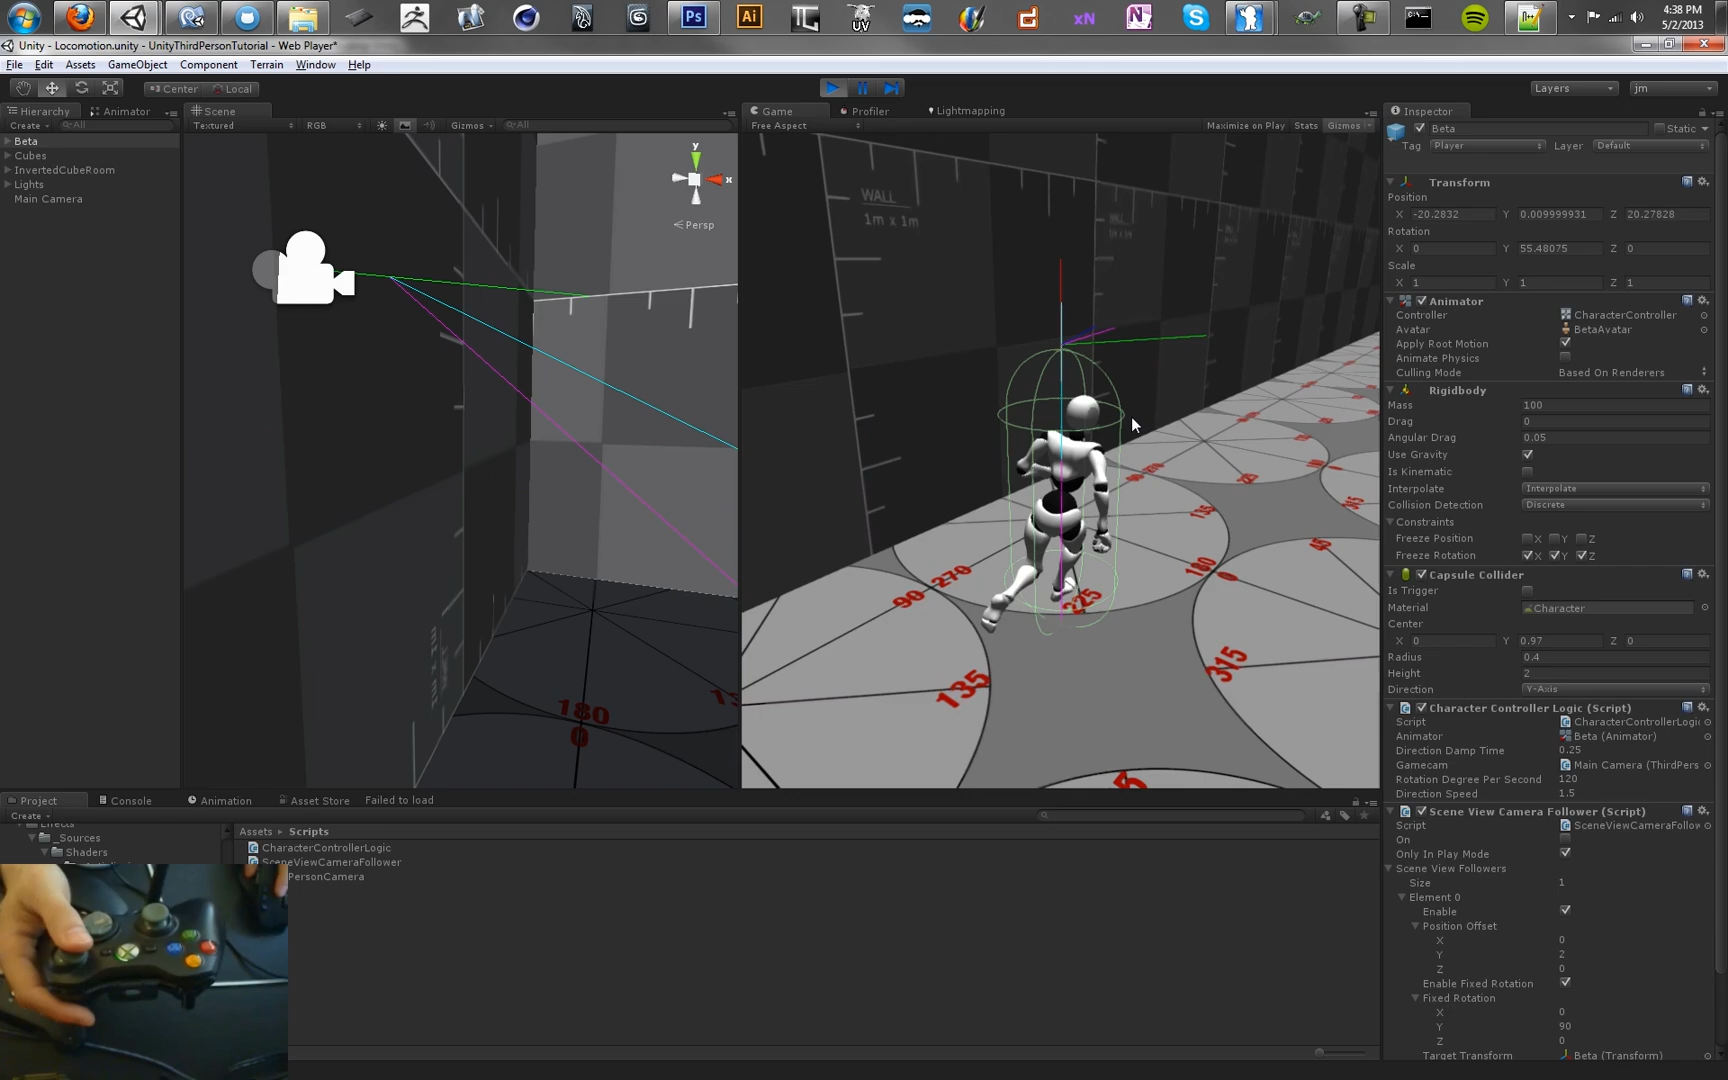 4:38 PM
5/2/2013
Unity - Locomotion.unity - UnityThirdPersonTutorial - Web Player*
File Edit Assets GameObject Component Terrain Window Help
Center Local
Layers
jm
Hierarchy Animator
Create All
Beta
Cubes
InvertedCubeRoom
Lights
Main Camera
Scene
Textured RGB Gizmos All
y
x
Persp
180
0
Game Profiler Lightmapping
Free Aspect Maximize on Play Stats Gizmos
WALL
1m x 1m
270
90
225
180
0
135
45
315
135
Inspector
Beta Static
Tag Player Layer Default
Transform
Position
X -20.2832 Y 0.009999931 Z 20.27828
Rotation
X 0 Y 55.48075 Z 0
Scale
X 1 Y 1 Z 1
Animator
Controller CharacterController
Avatar BetaAvatar
Apply Root Motion
Animate Physics
Culling Mode Based On Renderers
Rigidbody
Mass 100
Drag 0
Angular Drag 0.05
Use Gravity
Is Kinematic
Interpolate Interpolate
Collision Detection Discrete
Constraints
Freeze Position X Y Z
Freeze Rotation X Y Z
Capsule Collider
Is Trigger
Material Character
Center
X 0 Y 0.97 Z 0
Radius 0.4
Height 2
Direction Y-Axis
Character Controller Logic (Script)
Script CharacterControllerLogi
Animator Beta (Animator)
Direction Damp Time 0.25
Gamecam Main Camera (ThirdPers
Rotation Degree Per Second 120
Direction Speed 1.5
Scene View Camera Follower (Script)
Script SceneViewCameraFollow
On
Only In Play Mode
Scene View Followers
Size 1
Element 0
Enable
Position Offset
X 0
Y 2
Z 0
Enable Fixed Rotation
Fixed Rotation
X 0
Y 90
Z 0
Target Transform Beta (Transform)
Project Console Animation Asset Store Failed to load
Create
_Sources
Shaders
Assets Scripts
CharacterControllerLogic
SceneViewCameraFollower
PersonCamera